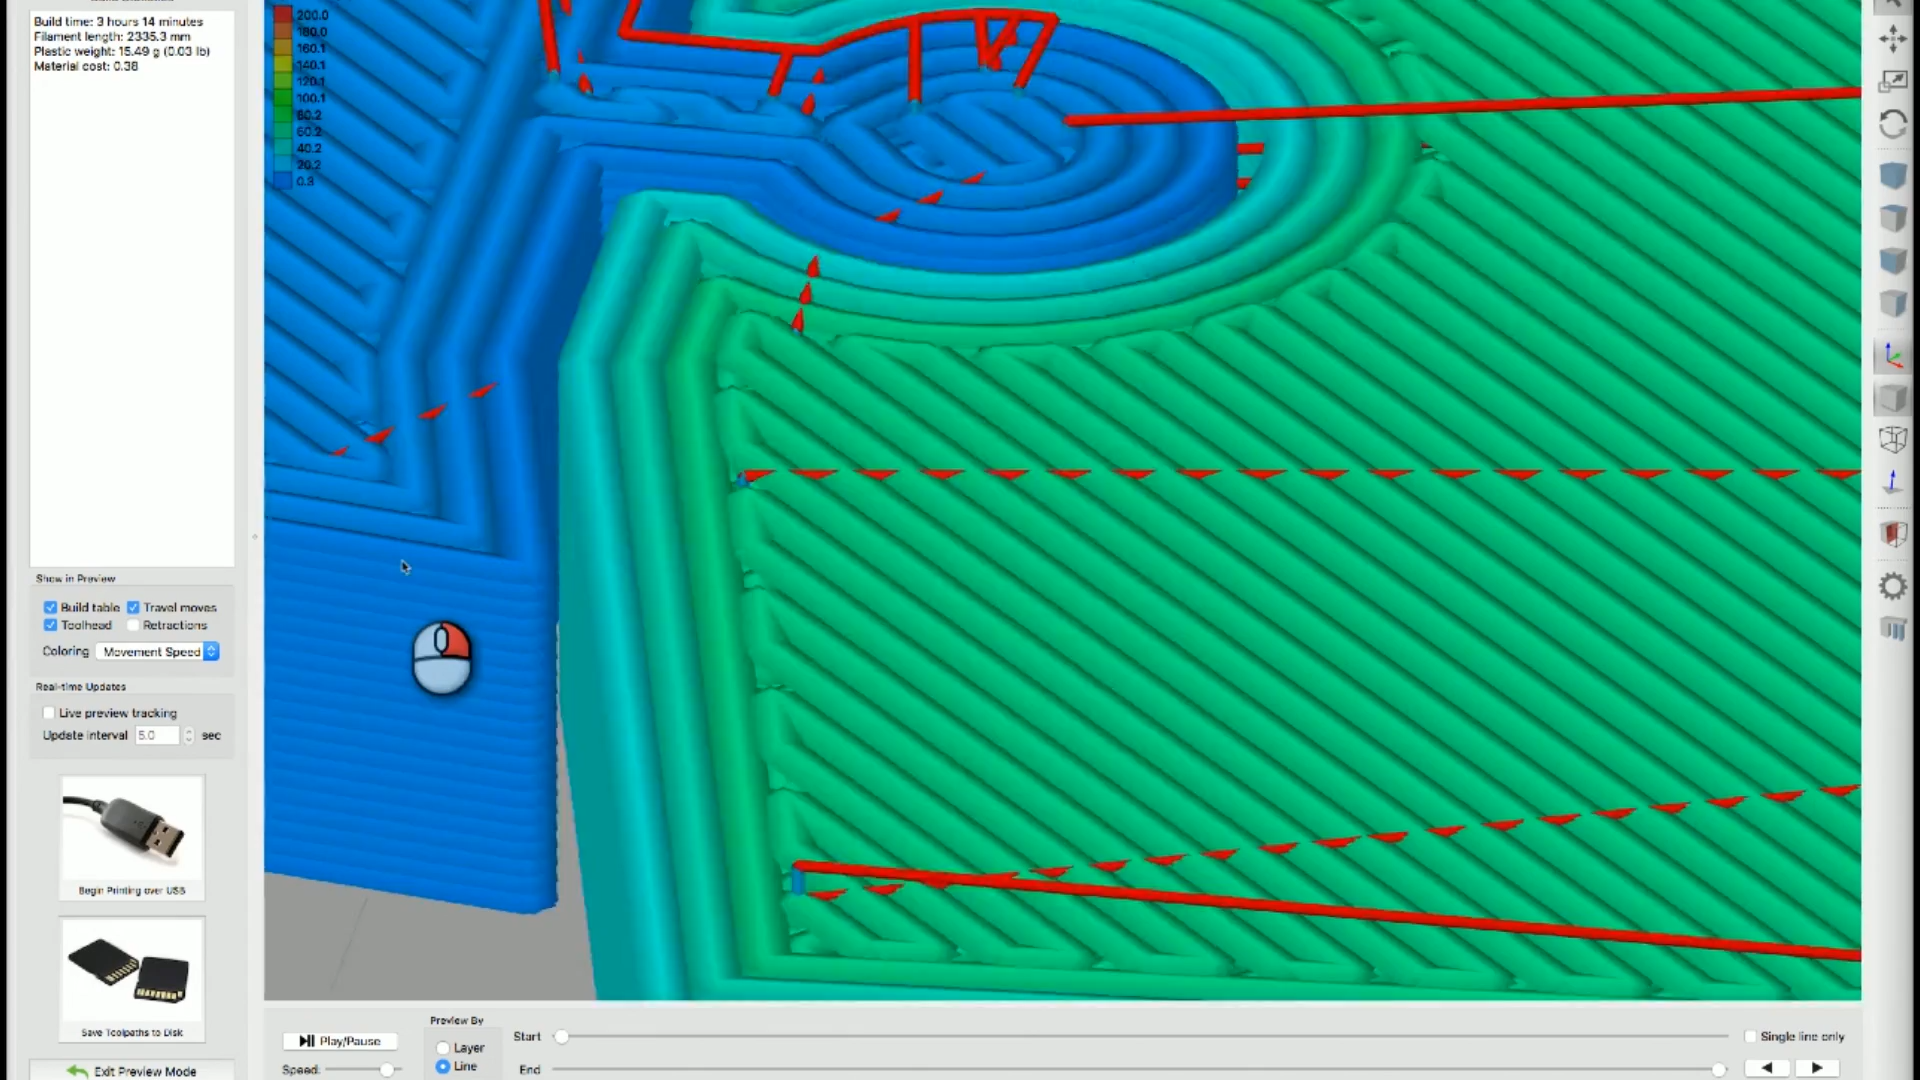 Build time: 3 hours 14 minutes
Filament length: 2335.3 mm
Plastic weight: 15.49 g (0.03 lb)
Material cost: 0.38
200.0
180.0
160.1
140.1
120.1
100.1
80.2
60.2
40.2
20.2
0.3
Show in Preview
Build table
Travel moves
Toolhead
Retractions
Coloring
Movement Speed
Real-time Updates
Live preview tracking
Update interval 5.0 sec
Begin Printing over USB
Save Toolpaths to Disk
Exit Preview Mode
Play/Pause
Speed:
Preview By
Layer
Line
Start
End
Single line only